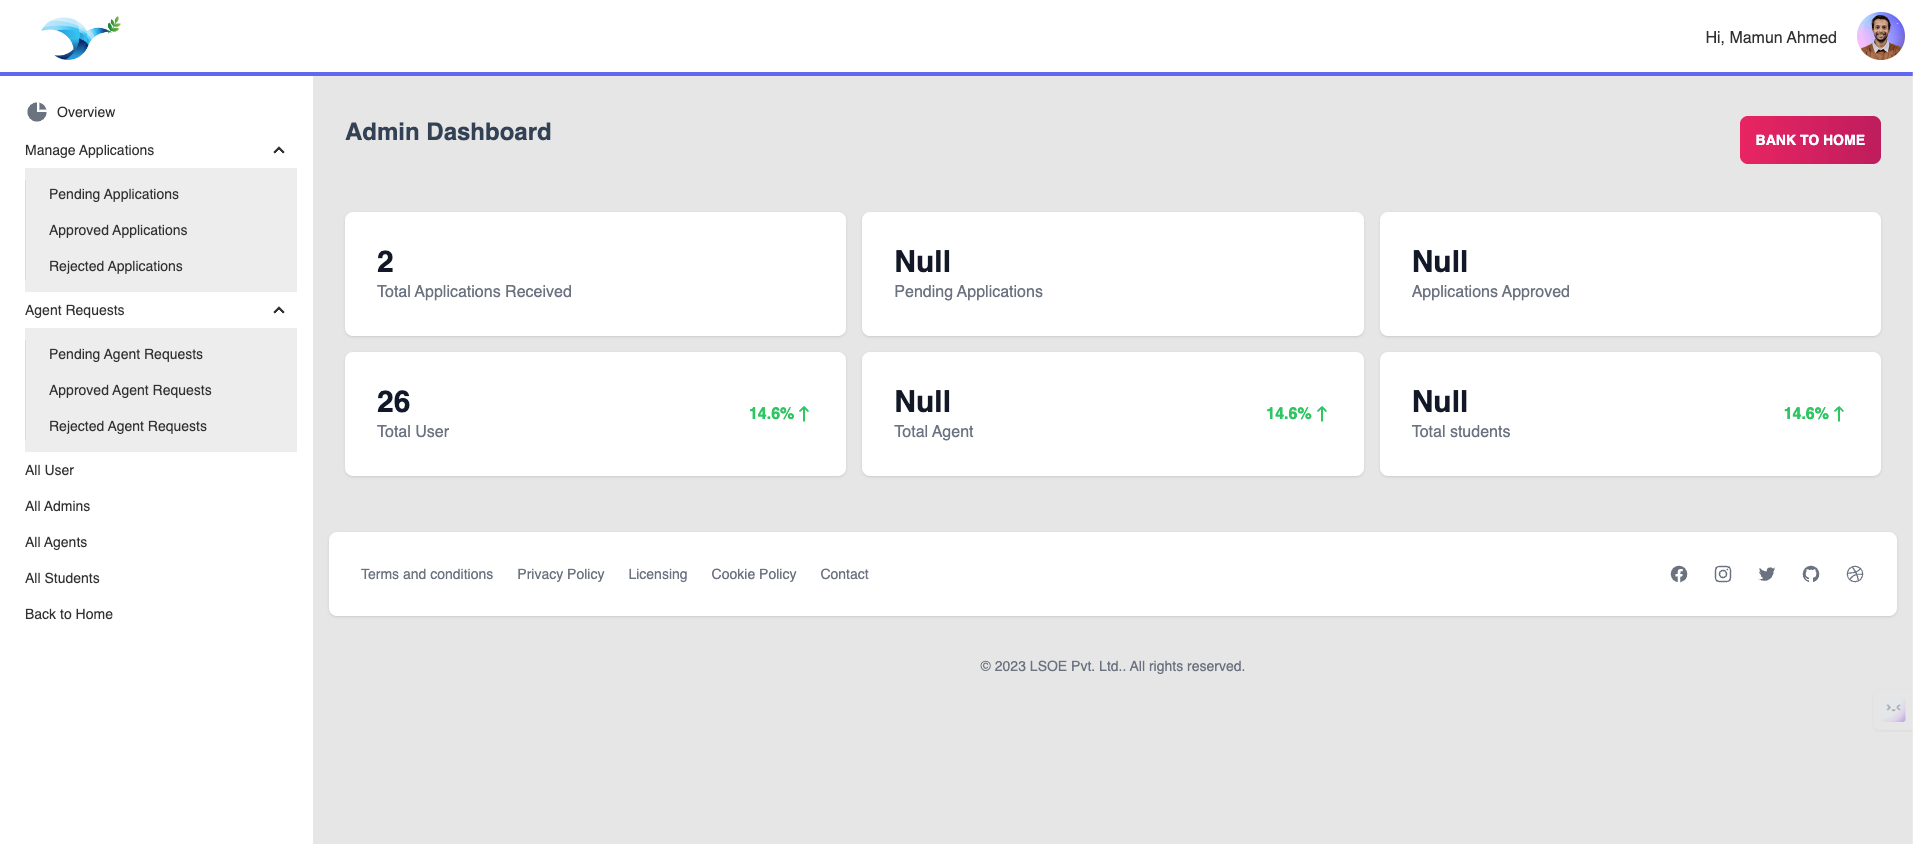 Hi, Mamun Ahmed
Overview
Manage Applications
Pending Applications
Approved Applications
Rejected Applications
Agent Requests
Pending Agent Requests
Approved Agent Requests
Rejected Agent Requests
All User
All Admins
All Agents
All Students
Back to Home
Admin Dashboard
BANK TO HOME
2
Total Applications Received
Null
Pending Applications
Null
Applications Approved
26
Total User
14.6% ↑
Null
Total Agent
14.6% ↑
Null
Total students
14.6% ↑
Terms and conditions Privacy Policy Licensing Cookie Policy Contact
© 2023 LSOE Pvt. Ltd.. All rights reserved.